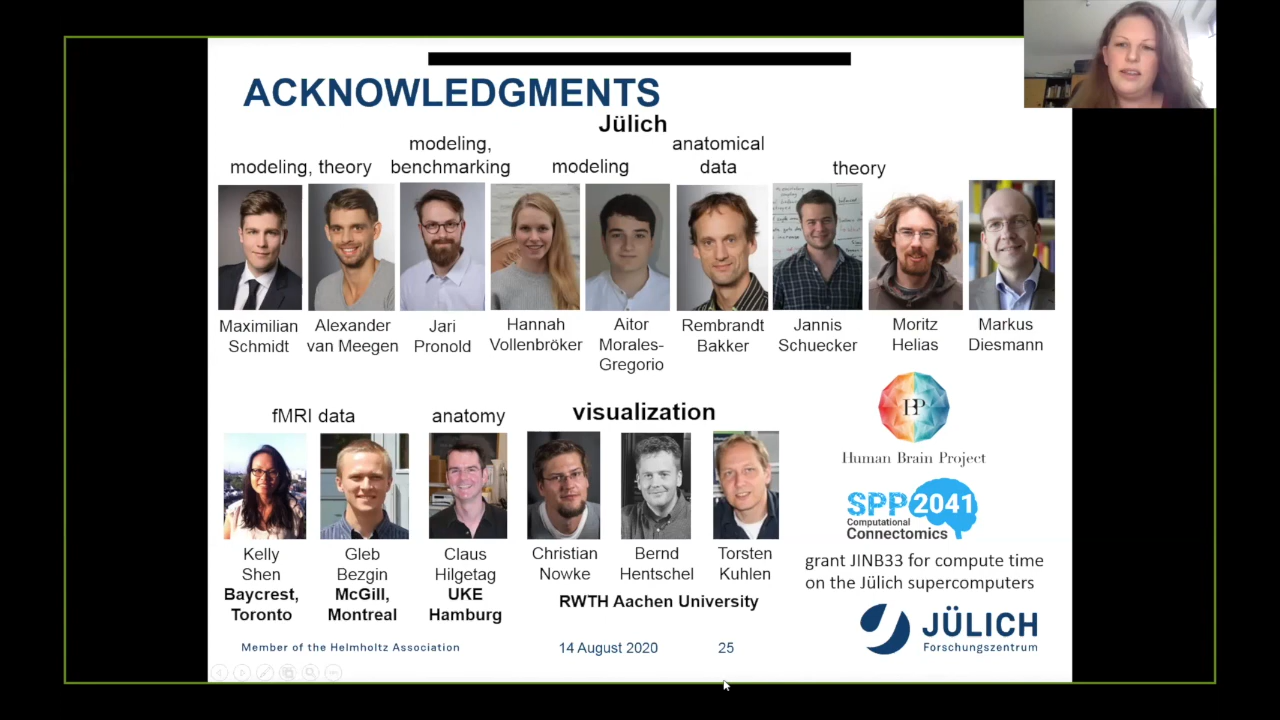 ACKNOWLEDGMENTS
Jülich
modeling, theory
modeling,
benchmarking
modeling
anatomical
data
theory
Maximilian
Schmidt
Alexander
van Meegen
Jari
Pronold
Hannah
Vollenbröker
Aitor
Morales-
Gregorio
Rembrandt
Bakker
Jannis
Schuecker
Moritz
Helias
Markus
Diesmann
fMRI data
anatomy
visualization
Kelly
Shen
Baycrest,
Toronto
Gleb
Bezgin
McGill,
Montreal
Claus
Hilgetag
UKE
Hamburg
Christian
Nowke
Bernd
Hentschel
Torsten
Kuhlen
RWTH Aachen University
Human Brain Project
SPP 2041
Computational
Connectomics
grant JINB33 for compute time
on the Jülich supercomputers
JÜLICH
Forschungszentrum
Member of the Helmholtz Association
14 August 2020
25